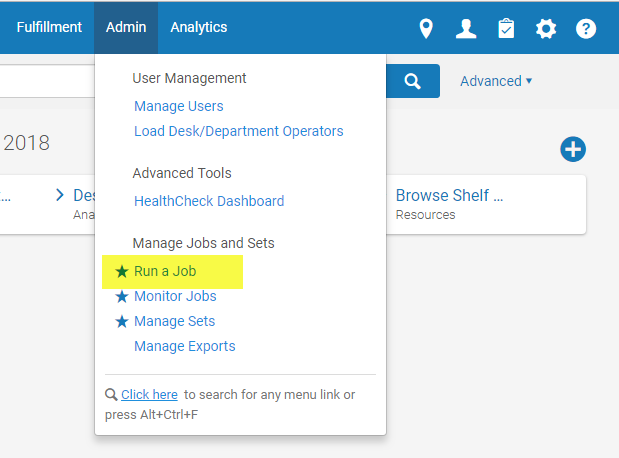 Fulfillment Admin Analytics
Advanced
2018
User Management
Manage Users
Load Desk/Department Operators
Advanced Tools
HealthCheck Dashboard
...
Des
Ana
Browse Shelf ...
Resources
Manage Jobs and Sets
Run a Job
Monitor Jobs
Manage Sets
Manage Exports
Click here to search for any menu link or
press Alt+Ctrl+F